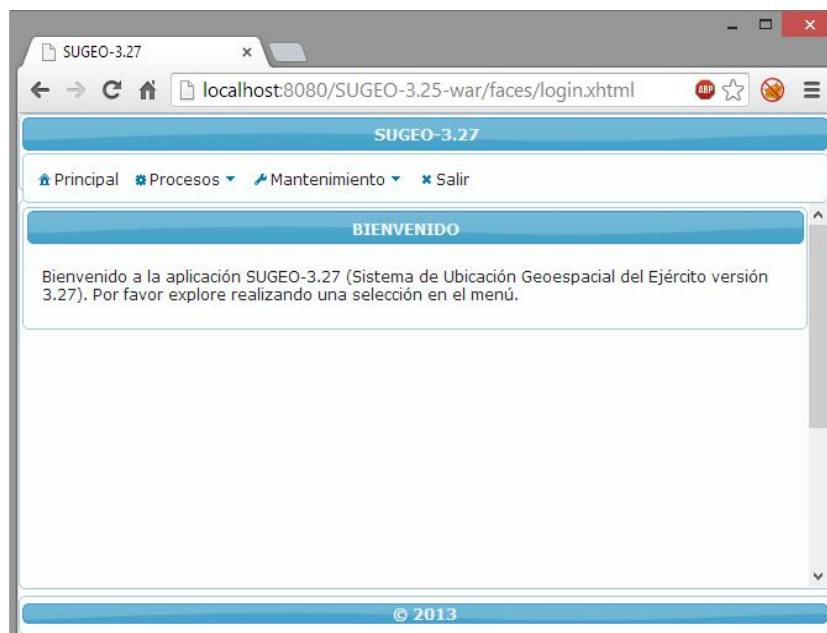 SUGEO-3.27
localhost:8080/SUGEO-3.25-war/faces/login.xhtml
ABP
SUGEO-3.27
Principal Procesos Mantenimiento Salir
BIENVENIDO
Bienvenido a la aplicación SUGEO-3.27 (Sistema de Ubicación Geoespacial del Ejército versión
3.27). Por favor explore realizando una selección en el menú.
© 2013